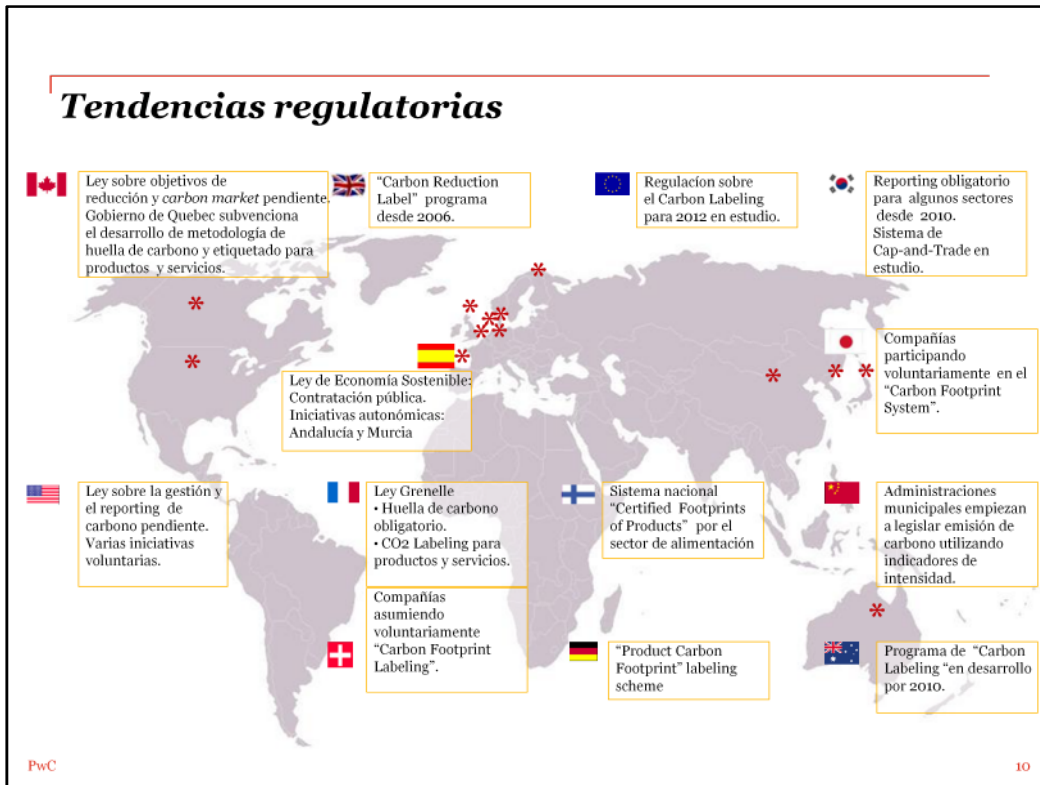 Tendencias regulatorias
Ley sobre objetivos de
reducción y carbon market pendiente.
Gobierno de Quebec subvenciona
el desarrollo de metodología de
huella de carbono y etiquetado para
productos y servicios.
“Carbon Reduction
Label” programa
desde 2006.
Regulacíon sobre
el Carbon Labeling
para 2012 en estudio.
Reporting obligatorio
para algunos sectores
desde 2010.
Sistema de
Cap-and-Trade en
estudio.
Ley de Economía Sostenible:
Contratación pública.
Iniciativas autonómicas:
Andalucía y Murcia
Compañías
participando
voluntariamente en el
“Carbon Footprint
System”.
Ley sobre la gestión y
el reporting de
carbono pendiente.
Varias iniciativas
voluntarias.
Ley Grenelle
• Huella de carbono
obligatorio.
• CO2 Labeling para
productos y servicios.
Sistema nacional
“Certified Footprints
of Products” por el
sector de alimentación
Administraciones
municipales empiezan
a legislar emisión de
carbono utilizando
indicadores de
intensidad.
Compañías
asumiendo
voluntariamente
“Carbon Footprint
Labeling”.
“Product Carbon
Footprint” labeling
scheme
Programa de “Carbon
Labeling “en desarrollo
por 2010.
PwC
10